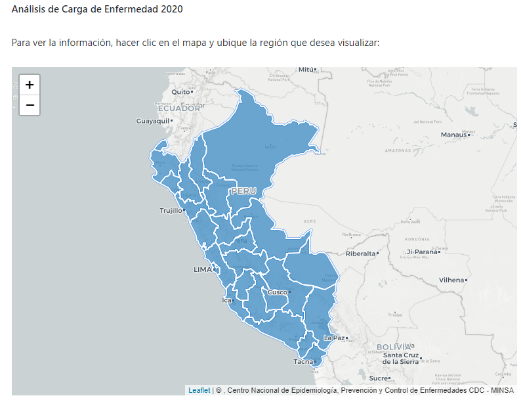 Análisis de Carga de Enfermedad 2020
Para ver la información, hacer clic en el mapa y ubique la región que desea visualizar:
+
−
Mitú
Quito
ECUADOR
Guayaquil
Manaus
PERU
Trujillo
Riberalta
Ji-Paraná
LIMA
Vilhena
Cusco
Ica
La Paz
BOLIVIA
Santa Cruz
de la Sierra
Tacna
Sucre
Leaflet | © , Centro Nacional de Epidemiología, Prevención y Control de Enfermedades CDC - MINSA